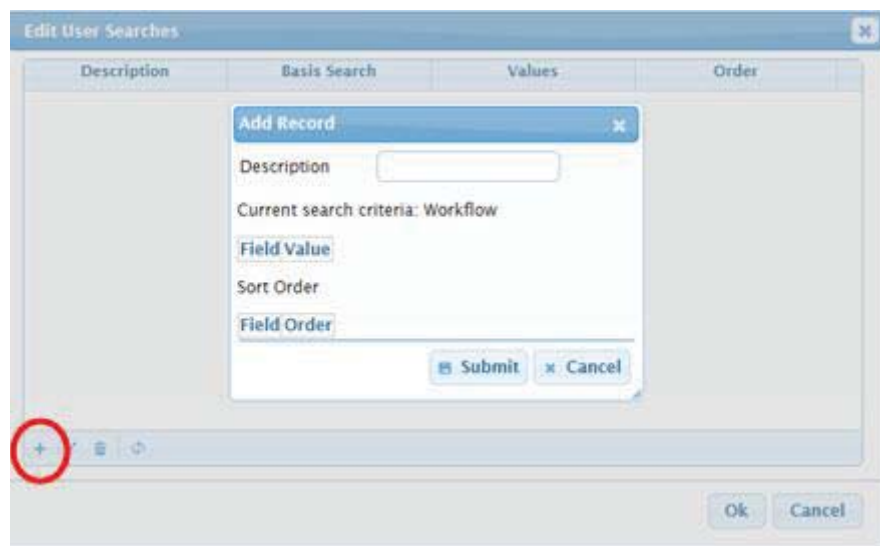 Edit User Searches
Description Basis Search Values Order
Add Record
Description
Current search criteria: Workflow
Field Value
Sort Order
Field Order
Submit Cancel
Ok Cancel